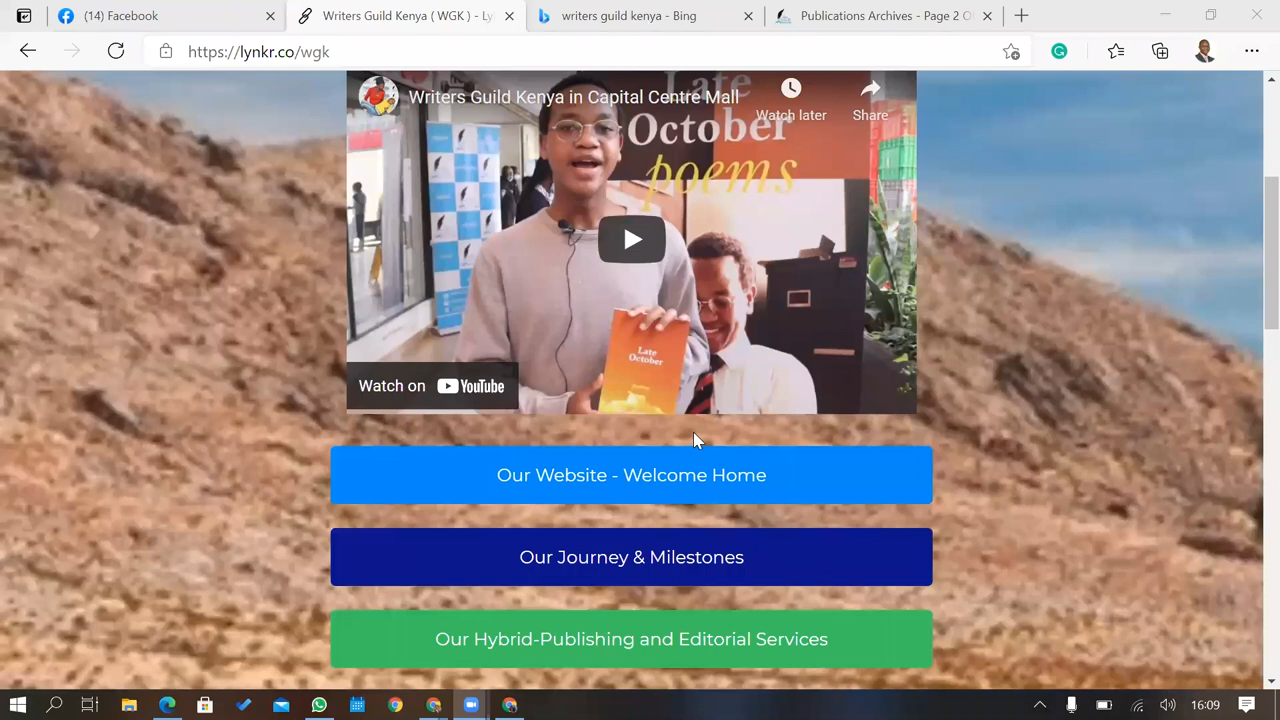 (14) Facebook
Writers Guild Kenya ( WGK ) - Ly
writers guild kenya - Bing
Publications Archives - Page 2 O
https://lynkr.co/wgk
Writers Guild Kenya in Capital Centre Mall
Watch later
Share
Late
October
poems
Late
October
Watch on YouTube
Our Website - Welcome Home
Our Journey & Milestones
Our Hybrid-Publishing and Editorial Services
16:09